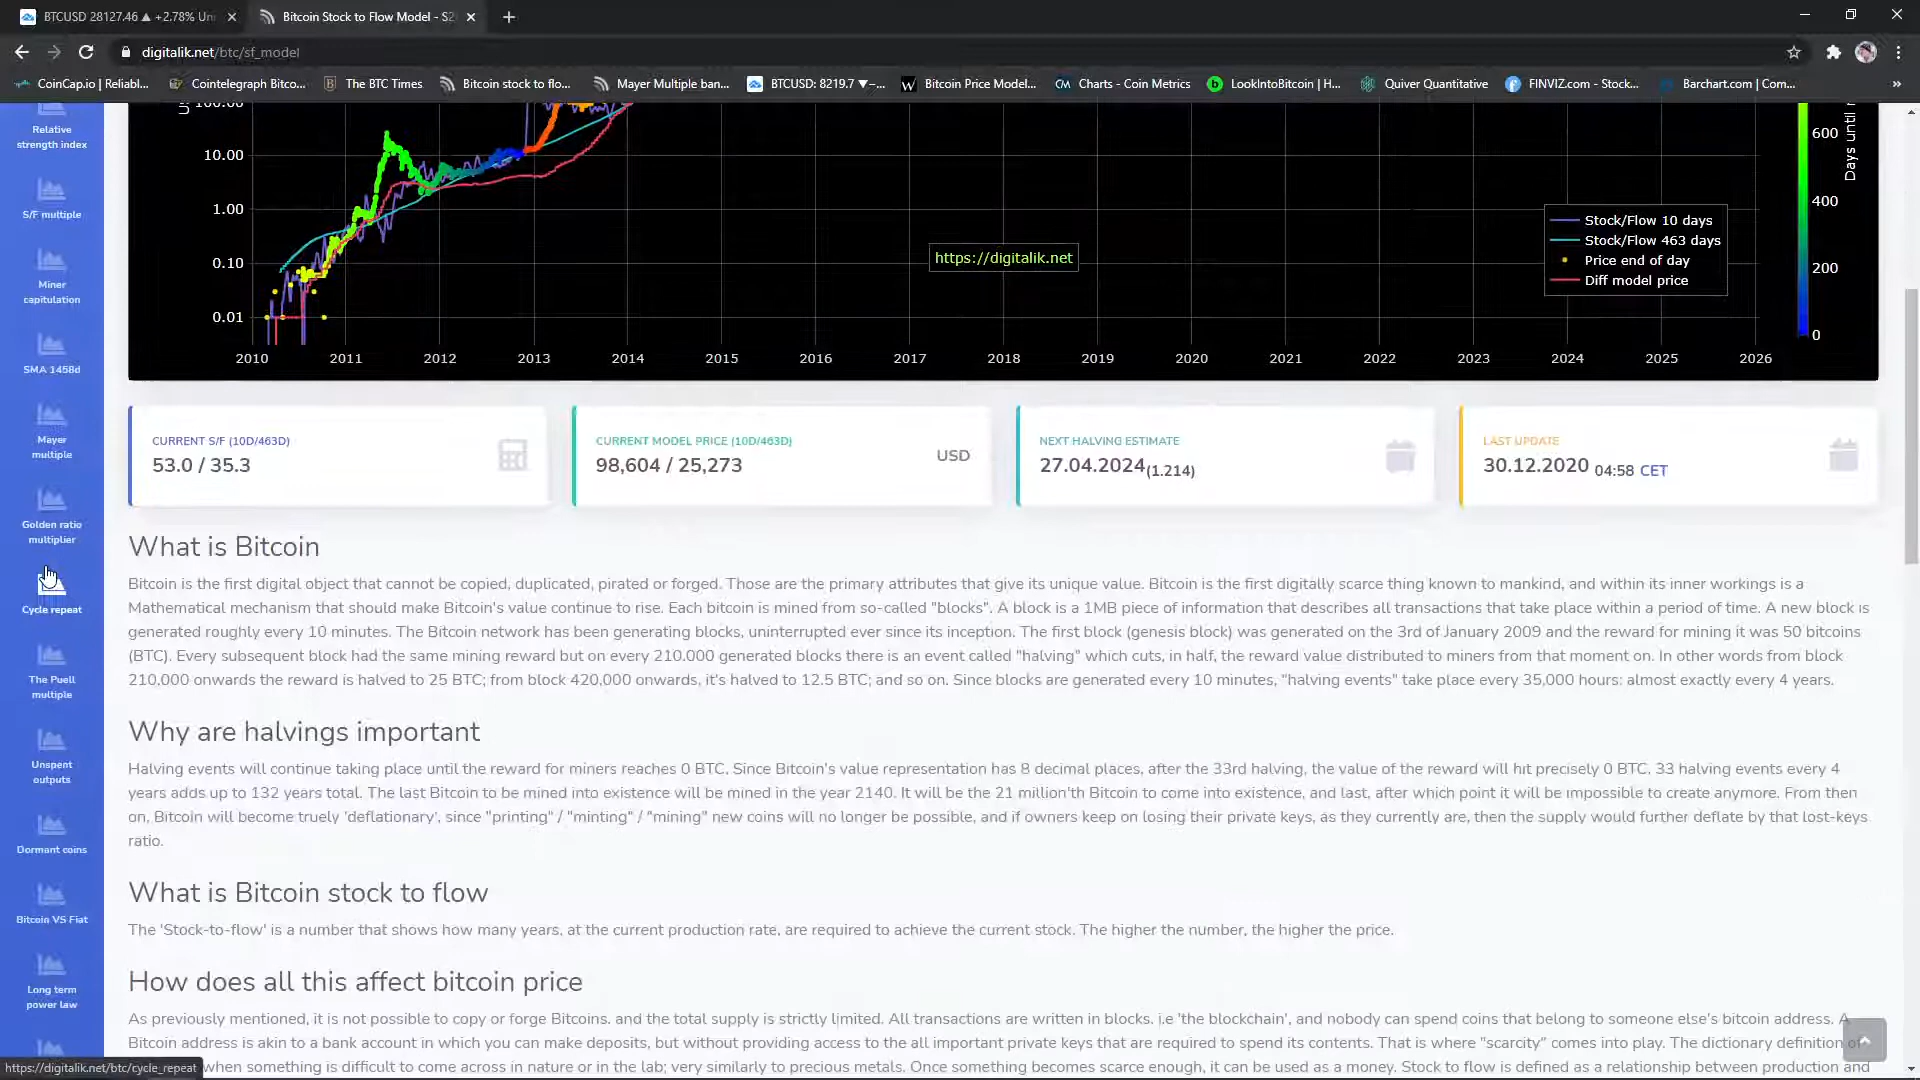 BTCUSD 28127.46 ▲ +2.78% Un
Bitcoin Stock to Flow Model - S2
digitalik.net/btc/sf_model
CoinCap.io | Reliabl...
Cointelegraph Bitco...
The BTC Times
Bitcoin stock to flo...
Mayer Multiple ban...
BTCUSD: 8219.7 ▼−...
Bitcoin Price Model...
Charts - Coin Metrics
LookIntoBitcoin | H...
Quiver Quantitative
FINVIZ.com - Stock...
Barchart.com | Com...
»
Relative
strength index
S/F multiple
Miner
capitulation
SMA 1458d
Mayer
multiple
Golden ratio
multiplier
Cycle repeat
The Puell
multiple
Unspent
outputs
Dormant coins
Bitcoin VS Fiat
Long term
power law
100.00
10.00
1.00
0.10
0.01
2010 2011 2012 2013 2014 2015 2016 2017 2018 2019 2020 2021 2022 2023 2024 2025 2026
https://digitalik.net
Stock/Flow 10 days
Stock/Flow 463 days
Price end of day
Diff model price
600
400
200
0
Days until
CURRENT S/F (10D/463D)
53.0 / 35.3
CURRENT MODEL PRICE (10D/463D)
98,604 / 25,273
USD
NEXT HALVING ESTIMATE
27.04.2024(1.214)
LAST UPDATE
30.12.2020 04:58 CET
What is Bitcoin
Bitcoin is the first digital object that cannot be copied, duplicated, pirated or forged. Those are the primary attributes that give its unique value. Bitcoin is the first digitally scarce thing known to mankind, and within its inner workings is a
Mathematical mechanism that should make Bitcoin's value continue to rise. Each bitcoin is mined from so-called "blocks". A block is a 1MB piece of information that describes all transactions that take place within a period of time. A new block is
generated roughly every 10 minutes. The Bitcoin network has been generating blocks, uninterrupted ever since its inception. The first block (genesis block) was generated on the 3rd of January 2009 and the reward for mining it was 50 bitcoins
(BTC). Every subsequent block had the same mining reward but on every 210.000 generated blocks there is an event called "halving" which cuts, in half, the reward value distributed to miners from that moment on. In other words from block
210,000 onwards the reward is halved to 25 BTC; from block 420,000 onwards, it's halved to 12.5 BTC; and so on. Since blocks are generated every 10 minutes, "halving events" take place every 35,000 hours: almost exactly every 4 years.
Why are halvings important
Halving events will continue taking place until the reward for miners reaches 0 BTC. Since Bitcoin's value representation has 8 decimal places, after the 33rd halving, the value of the reward will hit precisely 0 BTC. 33 halving events every 4
years adds up to 132 years total. The last Bitcoin to be mined into existence will be mined in the year 2140. It will be the 21 million'th Bitcoin to come into existence, and last, after which point it will be impossible to create anymore. From then
on, Bitcoin will become truely 'deflationary', since "printing" / "minting" / "mining" new coins will no longer be possible, and if owners keep on losing their private keys, as they currently are, then the supply would further deflate by that lost-keys
ratio.
What is Bitcoin stock to flow
The 'Stock-to-flow' is a number that shows how many years, at the current production rate, are required to achieve the current stock. The higher the number, the higher the price.
How does all this affect bitcoin price
As previously mentioned, it is not possible to copy or forge Bitcoins. and the total supply is strictly limited. All transactions are written in blocks. i.e 'the blockchain', and nobody can spend coins that belong to someone else's bitcoin address. A
Bitcoin address is akin to a bank account in which you can make deposits, but without providing access to the all important private keys that are required to spend its contents. That is where "scarcity" comes into play. The dictionary definition of
when something is difficult to come across in nature or in the lab; very similarly to precious metals. Once something becomes scarce enough, it can be used as a money. Stock to flow is defined as a relationship between production and
https://digitalik.net/btc/cycle_repeat